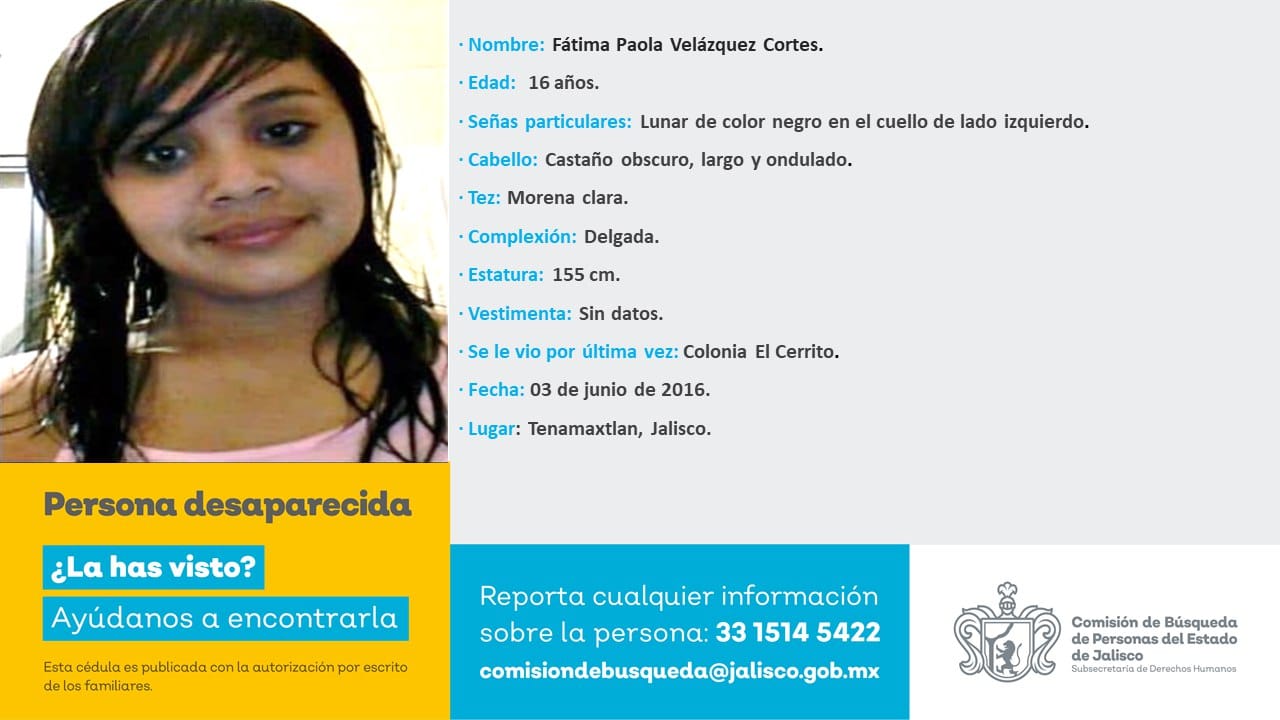 · Nombre: Fátima Paola Velázquez Cortes.
· Edad: 16 años.
· Señas particulares: Lunar de color negro en el cuello de lado izquierdo.
· Cabello: Castaño obscuro, largo y ondulado.
· Tez: Morena clara.
· Complexión: Delgada.
· Estatura: 155 cm.
· Vestimenta: Sin datos.
· Se le vio por última vez: Colonia El Cerrito.
· Fecha: 03 de junio de 2016.
· Lugar: Tenamaxtlan, Jalisco.
Persona desaparecida
¿La has visto?
Ayúdanos a encontrarla
Esta cédula es publicada con la autorización por escrito
de los familiares.
Reporta cualquier información
sobre la persona: 33 1514 5422
comisiondebusqueda@jalisco.gob.mx
Comisión de Búsqueda
de Personas del Estado
de Jalisco
Subsecretaría de Derechos Humanos